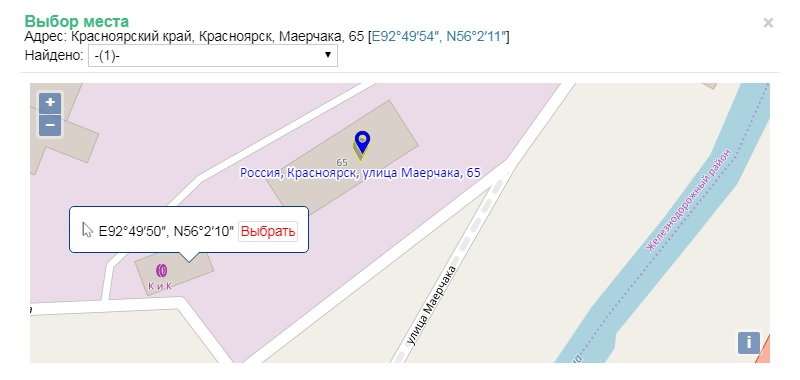 Выбор места
×
Адрес: Красноярский край, Красноярск, Маерчака, 65 [E92°49′54″, N56°2′11″]
Найдено: -(1)-
+
−
65
Россия, Красноярск, улица Маерчака, 65
E92°49′50″, N56°2′10″ Выбрать
К и К
улица Маерчака
Железнодорожный район
i